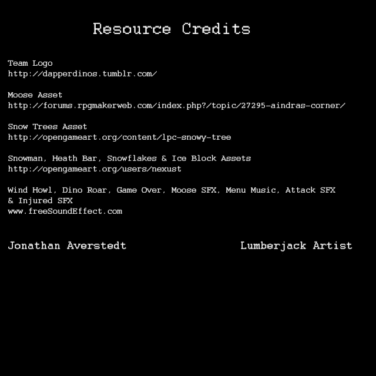 Resource Credits
Team Logo
http://dapperdinos.tumblr.com/
Moose Asset
http://forums.rpgmakerweb.com/index.php?/topic/27295-aindras-corner/
Snow Trees Asset
http://opengameart.org/content/lpc-snowy-tree
Snowman, Heath Bar, Snowflakes & Ice Block Assets
http://opengameart.org/users/nexust
Wind Howl, Dino Roar, Game Over, Moose SFX, Menu Music, Attack SFX
& Injured SFX
www.freeSoundEffect.com
Jonathan Averstedt Lumberjack Artist